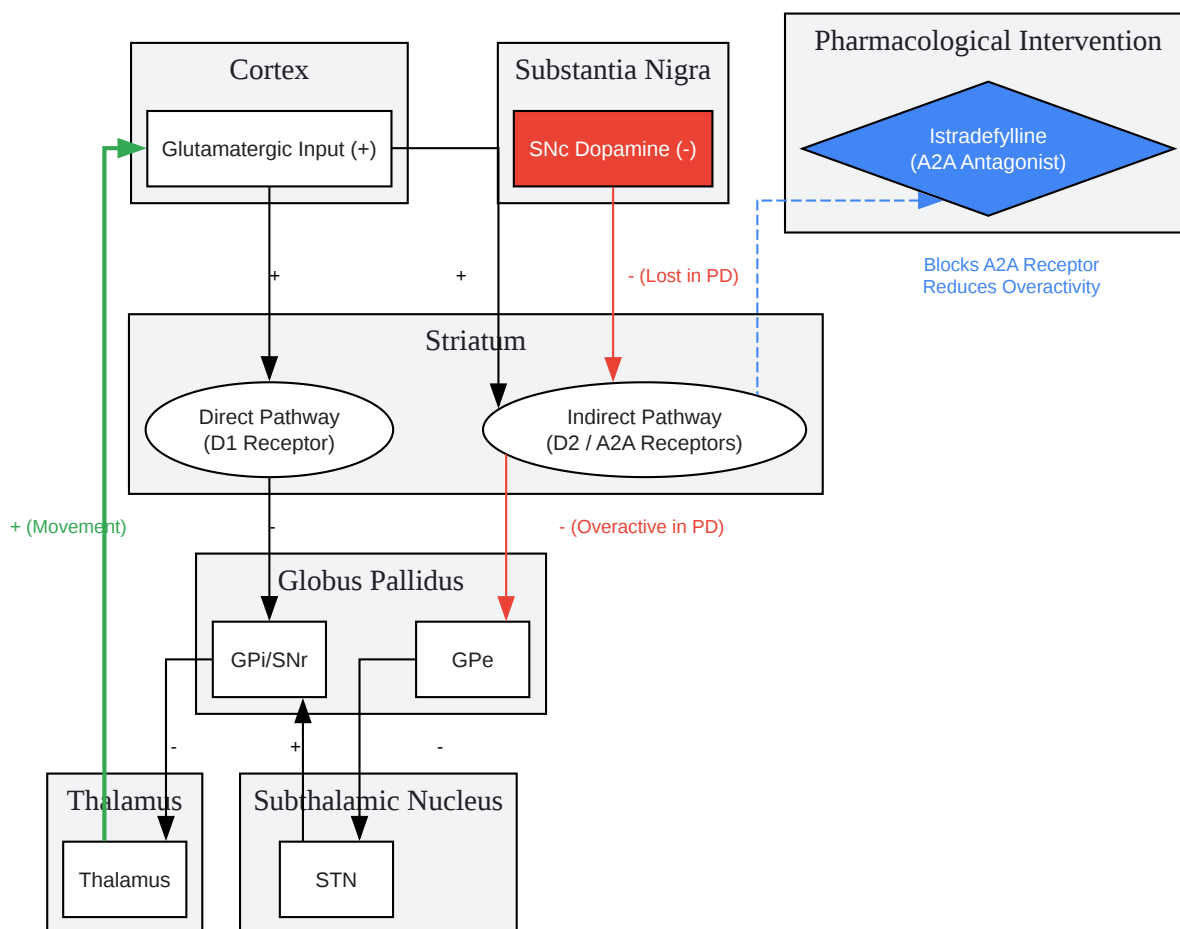 Pharmacological Intervention
Cortex
Substantia Nigra
Istradefylline
(A2A Antagonist)
Glutamatergic Input (+)
SNc Dopamine (-)
Blocks A2A Receptor
Reduces Overactivity
+
+
- (Lost in PD)
Striatum
Direct Pathway
(D1 Receptor)
Indirect Pathway
(D2 / A2A Receptors)
+ (Movement)
-
- (Overactive in PD)
Globus Pallidus
GPi/SNr
GPe
-
+
-
Thalamus
Subthalamic Nucleus
Thalamus
STN